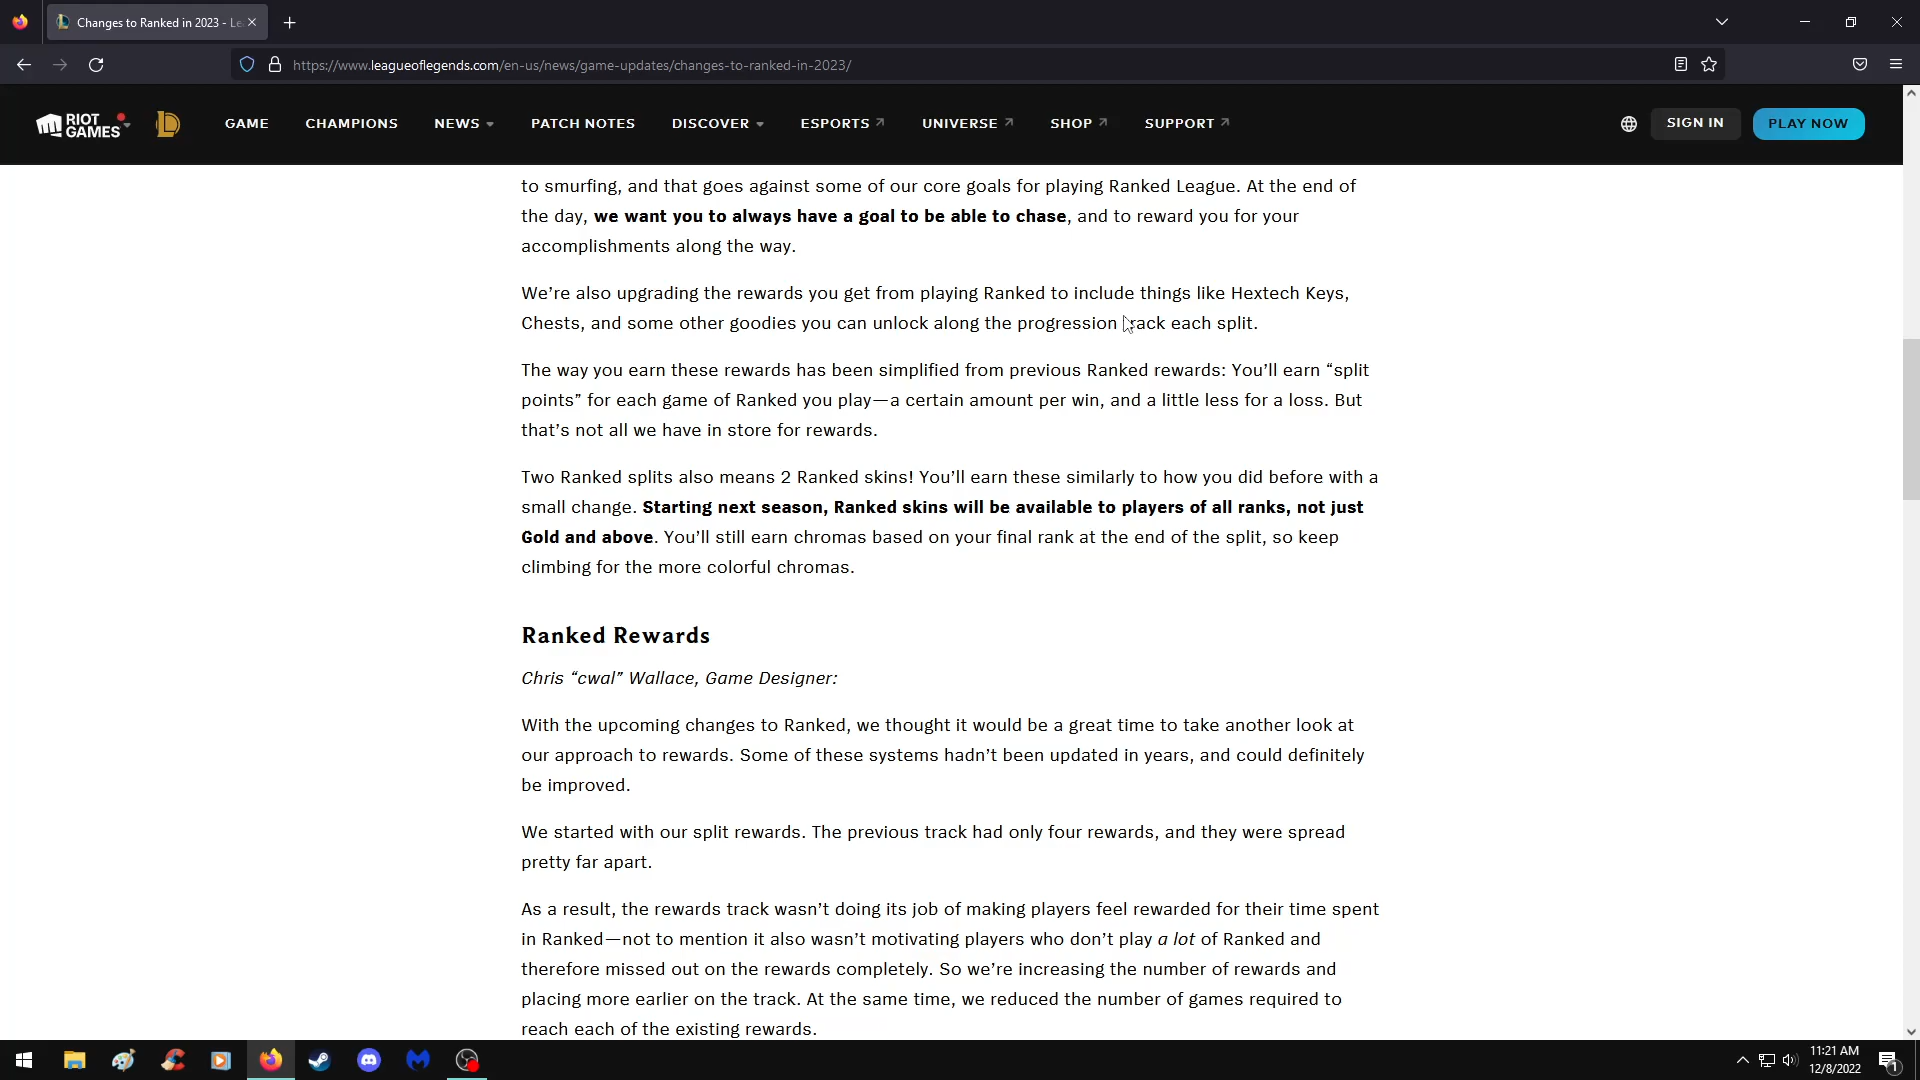 Changes to Ranked in 2023 - Le
https://www.leagueoflegends.com/en-us/news/game-updates/changes-to-ranked-in-2023/
RIOT GAMES
GAME
CHAMPIONS
NEWS
PATCH NOTES
DISCOVER
ESPORTS
UNIVERSE
SHOP
SUPPORT
SIGN IN
PLAY NOW
to smurfing, and that goes against some of our core goals for playing Ranked League. At the end of
the day, we want you to always have a goal to be able to chase, and to reward you for your
accomplishments along the way.
We’re also upgrading the rewards you get from playing Ranked to include things like Hextech Keys,
Chests, and some other goodies you can unlock along the progression track each split.
The way you earn these rewards has been simplified from previous Ranked rewards: You’ll earn “split
points” for each game of Ranked you play—a certain amount per win, and a little less for a loss. But
that’s not all we have in store for rewards.
Two Ranked splits also means 2 Ranked skins! You’ll earn these similarly to how you did before with a
small change. Starting next season, Ranked skins will be available to players of all ranks, not just
Gold and above. You’ll still earn chromas based on your final rank at the end of the split, so keep
climbing for the more colorful chromas.
Ranked Rewards
Chris “cwal” Wallace, Game Designer:
With the upcoming changes to Ranked, we thought it would be a great time to take another look at
our approach to rewards. Some of these systems hadn’t been updated in years, and could definitely
be improved.
We started with our split rewards. The previous track had only four rewards, and they were spread
pretty far apart.
As a result, the rewards track wasn’t doing its job of making players feel rewarded for their time spent
in Ranked—not to mention it also wasn’t motivating players who don’t play a lot of Ranked and
therefore missed out on the rewards completely. So we’re increasing the number of rewards and
placing more earlier on the track. At the same time, we reduced the number of games required to
reach each of the existing rewards.
11:21 AM
12/8/2022
1